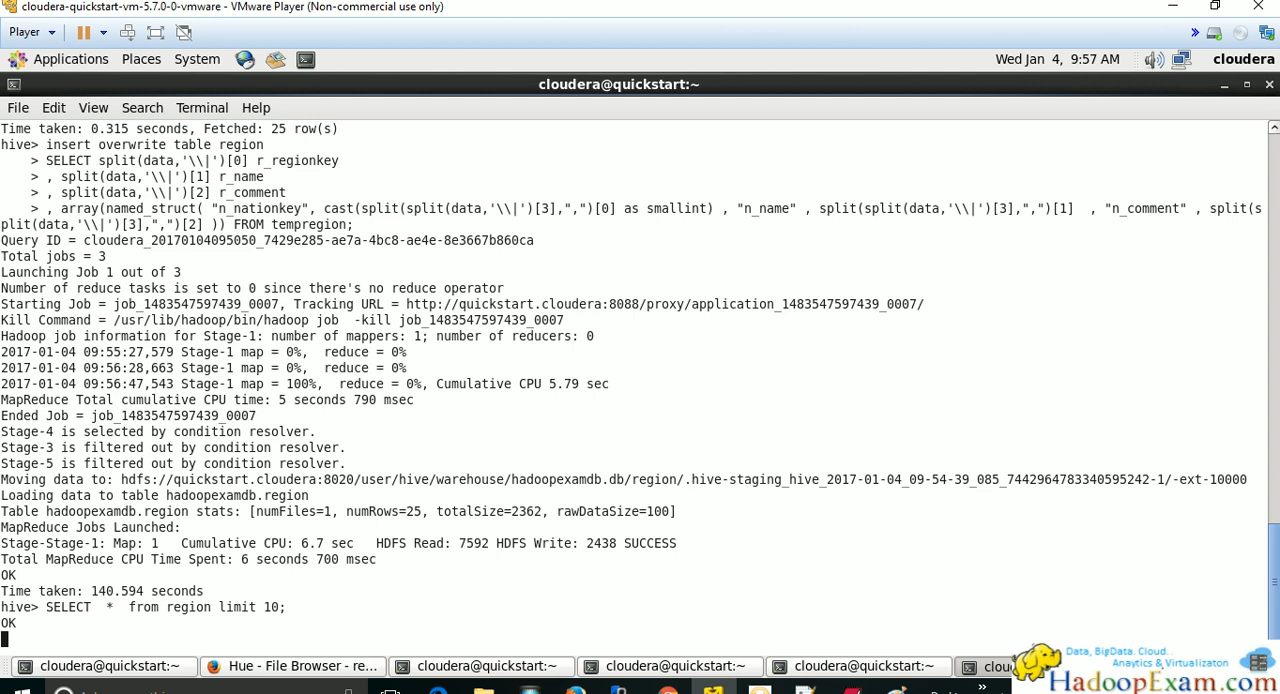 cloudera-quickstart-vm-5.7.0-0-vmware - VMware Player (Non-commercial use only)
Player
Applications Places System Wed Jan 4, 9:57 AM cloudera
cloudera@quickstart:~
File Edit View Search Terminal Help
Time taken: 0.315 seconds, Fetched: 25 row(s)
hive> insert overwrite table region
> SELECT split(data,'\\|')[0] r_regionkey
> , split(data,'\\|')[1] r_name
> , split(data,'\\|')[2] r_comment
> , array(named_struct( "n_nationkey", cast(split(split(data,'\\|')[3],",")[0] as smallint) , "n_name" , split(split(data,'\\|')[3],",")[1]  , "n_comment" , split(s
plit(data,'\\|')[3],",")[2] )) FROM tempregion;
Query ID = cloudera_20170104095050_7429e285-ae7a-4bc8-ae4e-8e3667b860ca
Total jobs = 3
Launching Job 1 out of 3
Number of reduce tasks is set to 0 since there's no reduce operator
Starting Job = job_1483547597439_0007, Tracking URL = http://quickstart.cloudera:8088/proxy/application_1483547597439_0007/
Kill Command = /usr/lib/hadoop/bin/hadoop job  -kill job_1483547597439_0007
Hadoop job information for Stage-1: number of mappers: 1; number of reducers: 0
2017-01-04 09:55:27,579 Stage-1 map = 0%,  reduce = 0%
2017-01-04 09:56:28,663 Stage-1 map = 0%,  reduce = 0%
2017-01-04 09:56:47,543 Stage-1 map = 100%,  reduce = 0%, Cumulative CPU 5.79 sec
MapReduce Total cumulative CPU time: 5 seconds 790 msec
Ended Job = job_1483547597439_0007
Stage-4 is selected by condition resolver.
Stage-3 is filtered out by condition resolver.
Stage-5 is filtered out by condition resolver.
Moving data to: hdfs://quickstart.cloudera:8020/user/hive/warehouse/hadoopexamdb.db/region/.hive-staging_hive_2017-01-04_09-54-39_085_7442964783340595242-1/-ext-10000
Loading data to table hadoopexamdb.region
Table hadoopexamdb.region stats: [numFiles=1, numRows=25, totalSize=2362, rawDataSize=100]
MapReduce Jobs Launched:
Stage-Stage-1: Map: 1   Cumulative CPU: 6.7 sec   HDFS Read: 7592 HDFS Write: 2438 SUCCESS
Total MapReduce CPU Time Spent: 6 seconds 700 msec
OK
Time taken: 140.594 seconds
hive> SELECT  *  from region limit 10;
OK
cloudera@quickstart:~ Hue - File Browser - e... cloudera@quickstart:~ cloudera@quickstart:~ cloudera@quickstart:~ clou
Data, BigData. Cloud.
Anaytics & Virtualizaton
HadoopExam.com